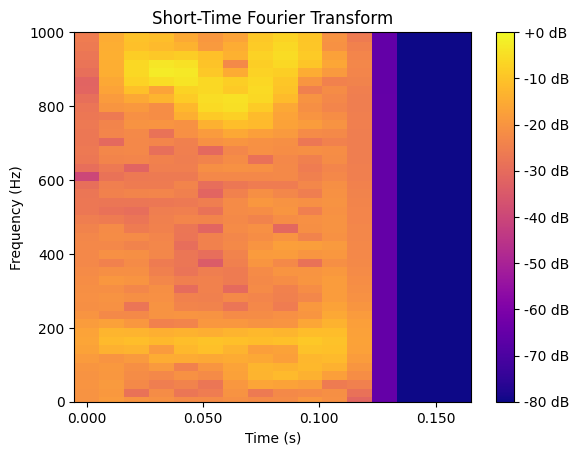 Short-Time Fourier Transform
1000
800
600
400
200
0
Frequency (Hz)
0.000
0.050
0.100
0.150
Time (s)
+0 dB
-10 dB
-20 dB
-30 dB
-40 dB
-50 dB
-60 dB
-70 dB
-80 dB